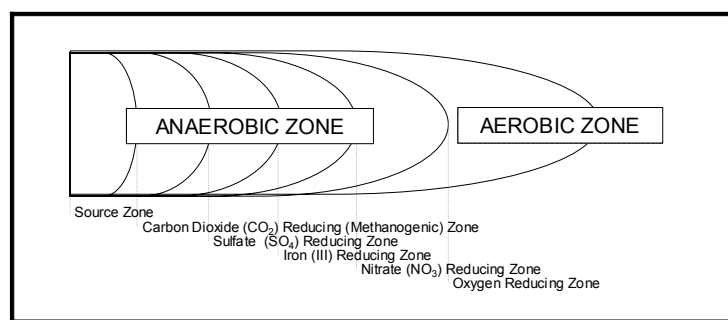 ANAEROBIC ZONE
AEROBIC ZONE
Source Zone
Carbon Dioxide (CO₂) Reducing (Methanogenic) Zone
Sulfate (SO₄) Reducing Zone
Iron (III) Reducing Zone
Nitrate (NO₃) Reducing Zone
Oxygen Reducing Zone